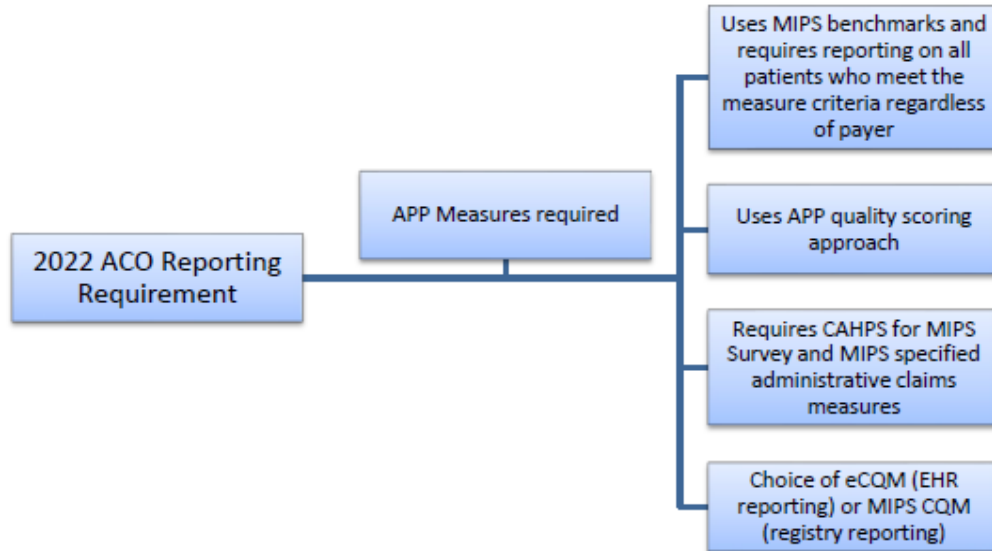 2022 ACO Reporting
Requirement
APP Measures required
Uses MIPS benchmarks and
requires reporting on all
patients who meet the
measure criteria regardless
of payer
Uses APP quality scoring
approach
Requires CAHPS for MIPS
Survey and MIPS specified
administrative claims
measures
Choice of eCQM (EHR
reporting) or MIPS CQM
(registry reporting)